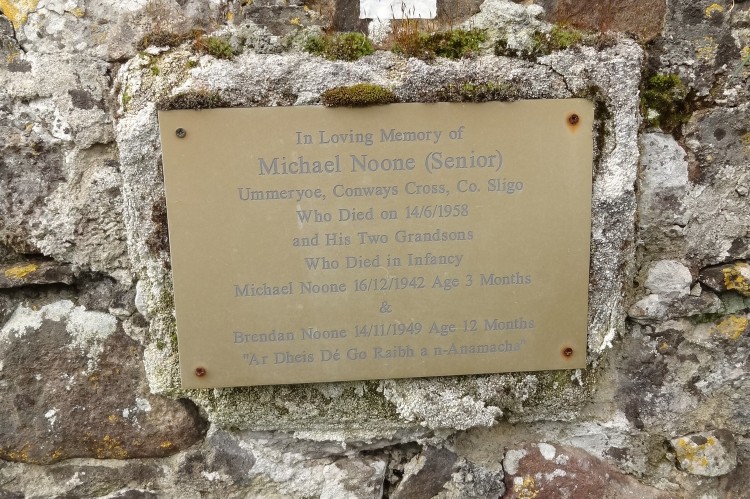 In Loving Memory of
Michael Noone (Senior)
Ummeryoe, Conways Cross, Co. Sligo
Who Died on 14/6/1958
and His Two Grandsons
Who Died in Infancy
Michael Noone 16/12/1942 Age 3 Months
&
Brendan Noone 14/11/1949 Age 12 Months
"Ar Dheis Dé Go Raibh a n-Anamacha"